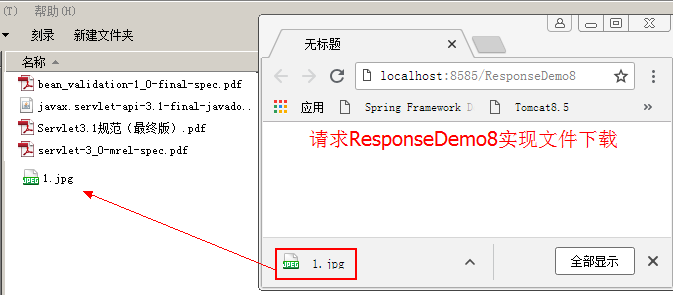 (T) 帮助(H)
刻录 新建文件夹
名称
bean_validation-1_0-final-spec.pdf
javax.servlet-api-3.1-final-javado...
Servlet3.1规范（最终版）.pdf
servlet-3_0-mrel-spec.pdf
1.jpg
无标题
localhost:8585/ResponseDemo8
应用 Spring Framework D Tomcat8.5 »
请求ResponseDemo8实现文件下载
JPEG 1.jpg
全部显示